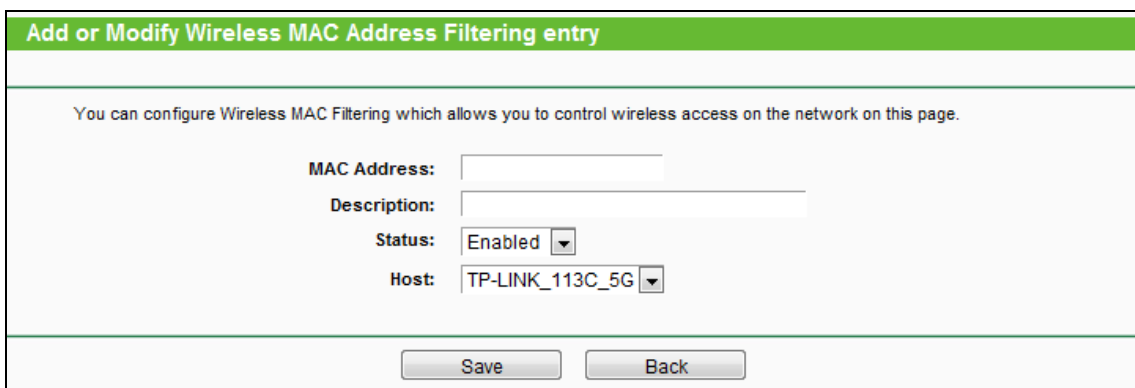 Add or Modify Wireless MAC Address Filtering entry
You can configure Wireless MAC Filtering which allows you to control wireless access on the network on this page.
MAC Address:
Description:
Status: Enabled
Host: TP-LINK_113C_5G
Save Back